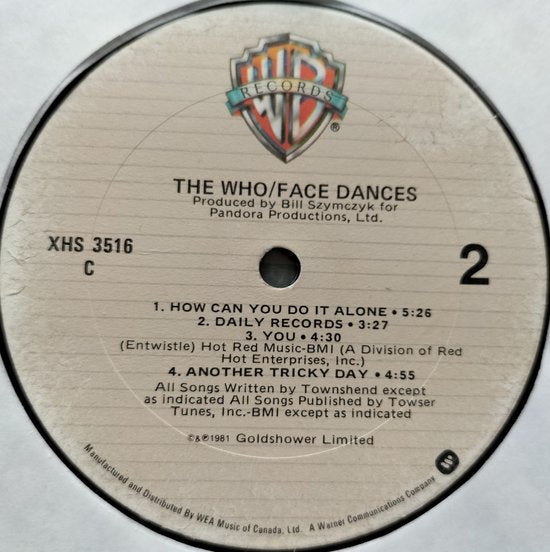 WB
RECORDS
®
THE WHO/FACE DANCES
Produced by Bill Szymczyk for
Pandora Productions, Ltd.
XHS 3516
C
2
1. HOW CAN YOU DO IT ALONE • 5:26
2. DAILY RECORDS • 3:27
3. YOU • 4:30
(Entwistle) Hot Red Music-BMI (A Division of Red
Hot Enterprises, Inc.)
4. ANOTHER TRICKY DAY • 4:55
All Songs Written by Townshend except
as indicated All Songs Published by Towser
Tunes, Inc.-BMI except as indicated
©&℗1981 Goldshower Limited
Manufactured and Distributed By WEA Music of Canada, Ltd. A Warner Communications Company